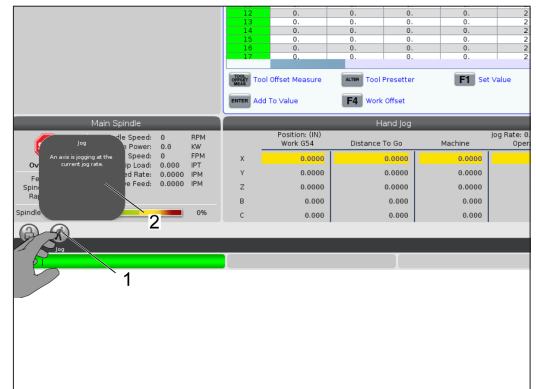 12 0. 0. 0. 0. 2
13 0. 0. 0. 0. 2
14 0. 0. 0. 0. 2
15 0. 0. 0. 0. 2
16 0. 0. 0. 0. 2
17 0. 0. 0. 0. 2
TOOL OFFSET MEAS Tool Offset Measure ALTER Tool Presetter F1 Set Value
ENTER Add To Value F4 Work Offset
Main Spindle
Speed: 0 RPM
Power: 0.0 KW
Speed: 0 FPM
Load: 0.000 IPT
Rate: 0.0000 IPM
Feed: 0.0000 IPM
Spindle 0%
Jog
An axis is jogging at the
current jog rate.
2
Hand Jog
Position: (IN) Jog Rate: 0.
Work G54 Distance To Go Machine Oper
X 0.0000 0.0000 0.0000
Y 0.0000 0.000 0.0000
Z 0.0000 0.000 0.0000
B 0.000 0.000 0.000
C 0.000 0.000 0.000
Jog
1